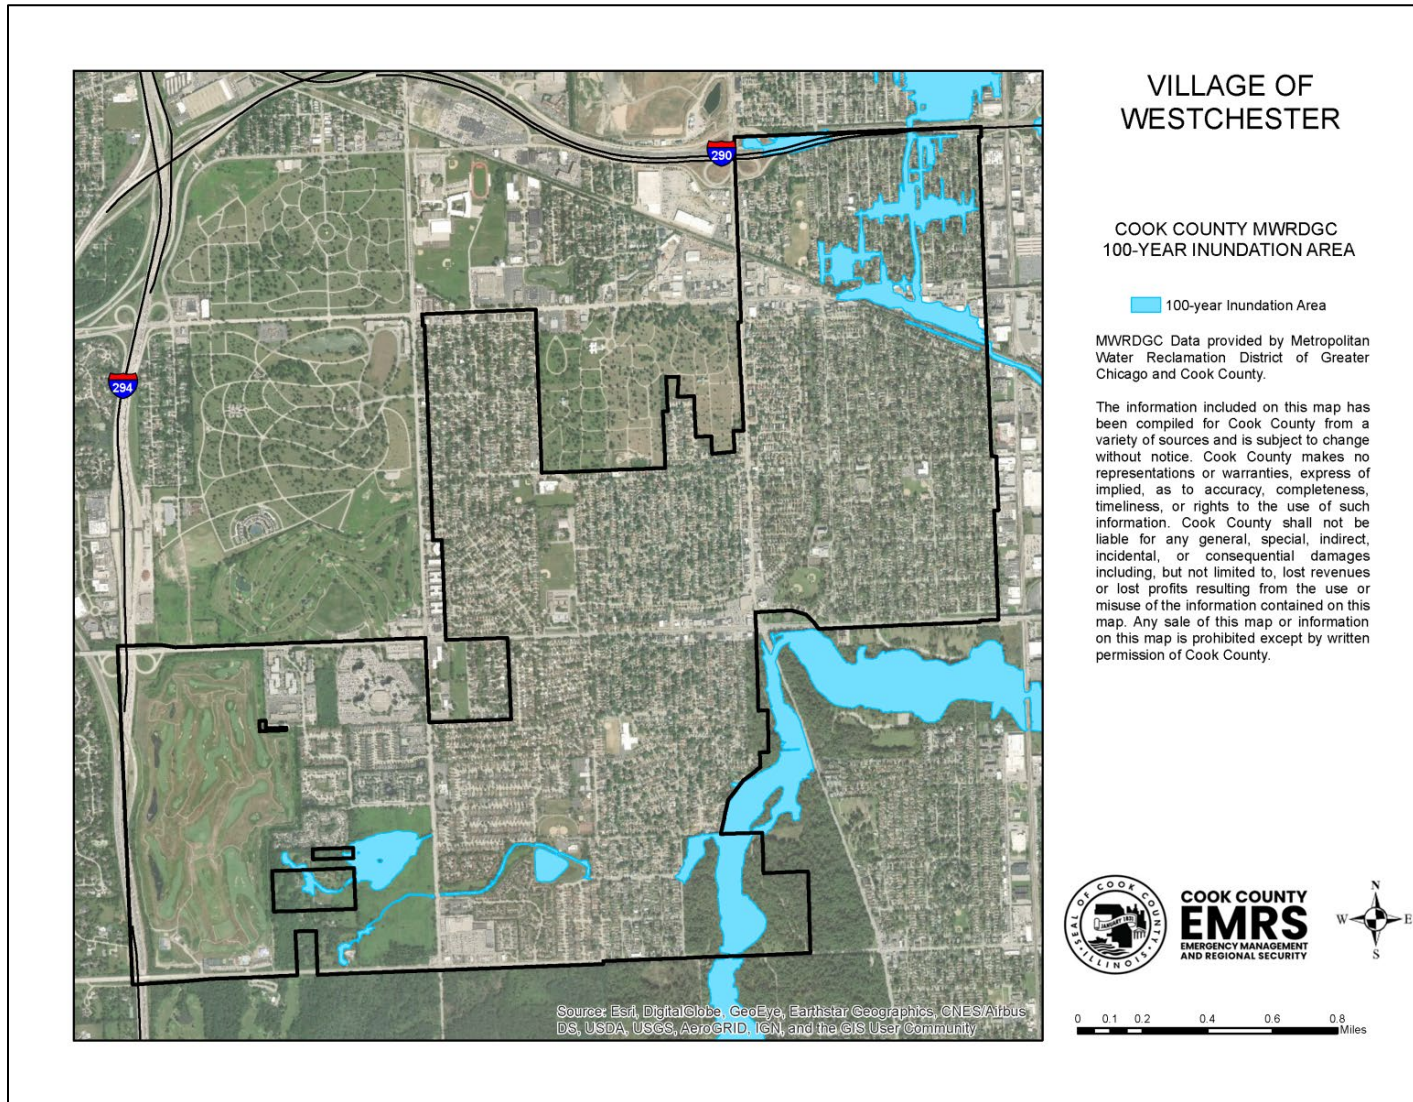 VILLAGE OF
WESTCHESTER
COOK COUNTY MWRDGC
100-YEAR INUNDATION AREA
100-year Inundation Area
MWRDGC Data provided by Metropolitan
Water Reclamation District of Greater
Chicago and Cook County.
The information included on this map has
been compiled for Cook County from a
variety of sources and is subject to change
without notice. Cook County makes no
representations or warranties, express of
implied, as to accuracy, completeness,
timeliness, or rights to the use of such
information. Cook County shall not be
liable for any general, special, indirect,
incidental, or consequential damages
including, but not limited to, lost revenues
or lost profits resulting from the use or
misuse of the information contained on this
map. Any sale of this map or information
on this map is prohibited except by written
permission of Cook County.
290
294
SEAL OF COOK COUNTY
JANUARY 1831
ILLINOIS
COOK COUNTY
EMRS
EMERGENCY MANAGEMENT
AND REGIONAL SECURITY
N
W E
S
0 0.1 0.2 0.4 0.6 0.8
Miles
Source: Esri, DigitalGlobe, GeoEye, Earthstar Geographics, CNES/Airbus
DS, USDA, USGS, AeroGRID, IGN, and the GIS User Community